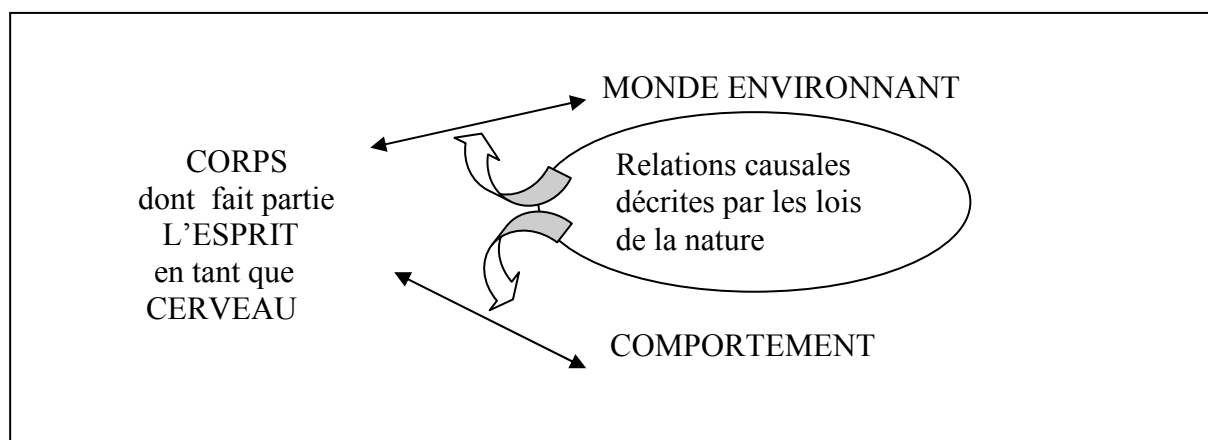 MONDE ENVIRONNANT
CORPS
dont fait partie
L'ESPRIT
en tant que
CERVEAU
Relations causales
décrites par les lois
de la nature
COMPORTEMENT